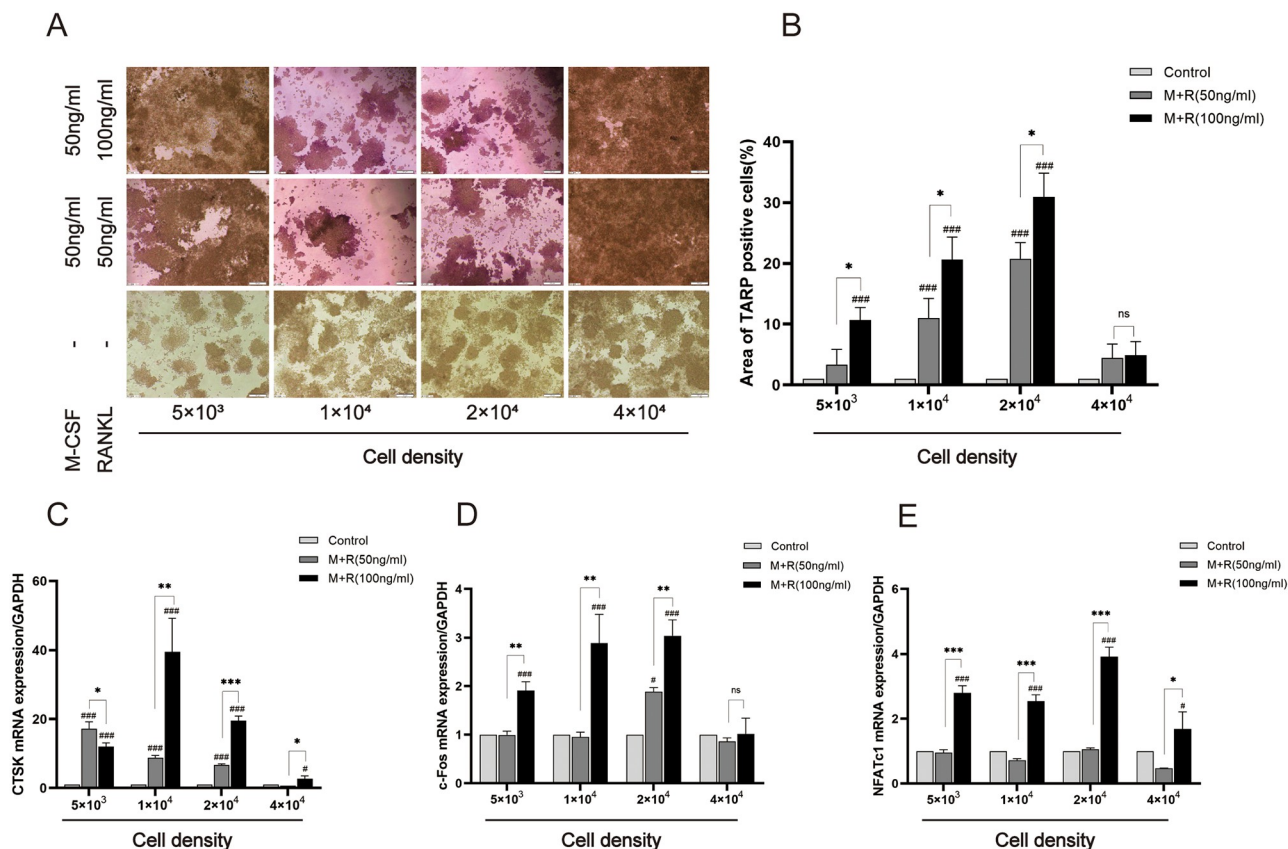 A
50ng/ml
100ng/ml
50ng/ml
50ng/ml
-
-
M-CSF
RANKL
5×10³
1×10⁴
2×10⁴
4×10⁴
Cell density
B
Control
M+R(50ng/ml)
M+R(100ng/ml)
Area of TARP positive cells(%)
40
30
20
10
0
*
###
*
###
###
*
###
###
ns
5×10³
1×10⁴
2×10⁴
4×10⁴
Cell density
C
Control
M+R(50ng/ml)
M+R(100ng/ml)
CTSK mRNA expression/GAPDH
60
40
20
0
*
###
###
**
###
###
***
###
###
*
#
5×10³
1×10⁴
2×10⁴
4×10⁴
Cell density
D
Control
M+R(50ng/ml)
M+R(100ng/ml)
c-Fos mRNA expression/GAPDH
4
3
2
1
0
**
###
**
###
**
#
###
ns
5×10³
1×10⁴
2×10⁴
4×10⁴
Cell density
E
Control
M+R(50ng/ml)
M+R(100ng/ml)
NFATc1 mRNA expression/GAPDH
6
4
2
0
***
###
***
###
***
###
*
#
5×10³
1×10⁴
2×10⁴
4×10⁴
Cell density